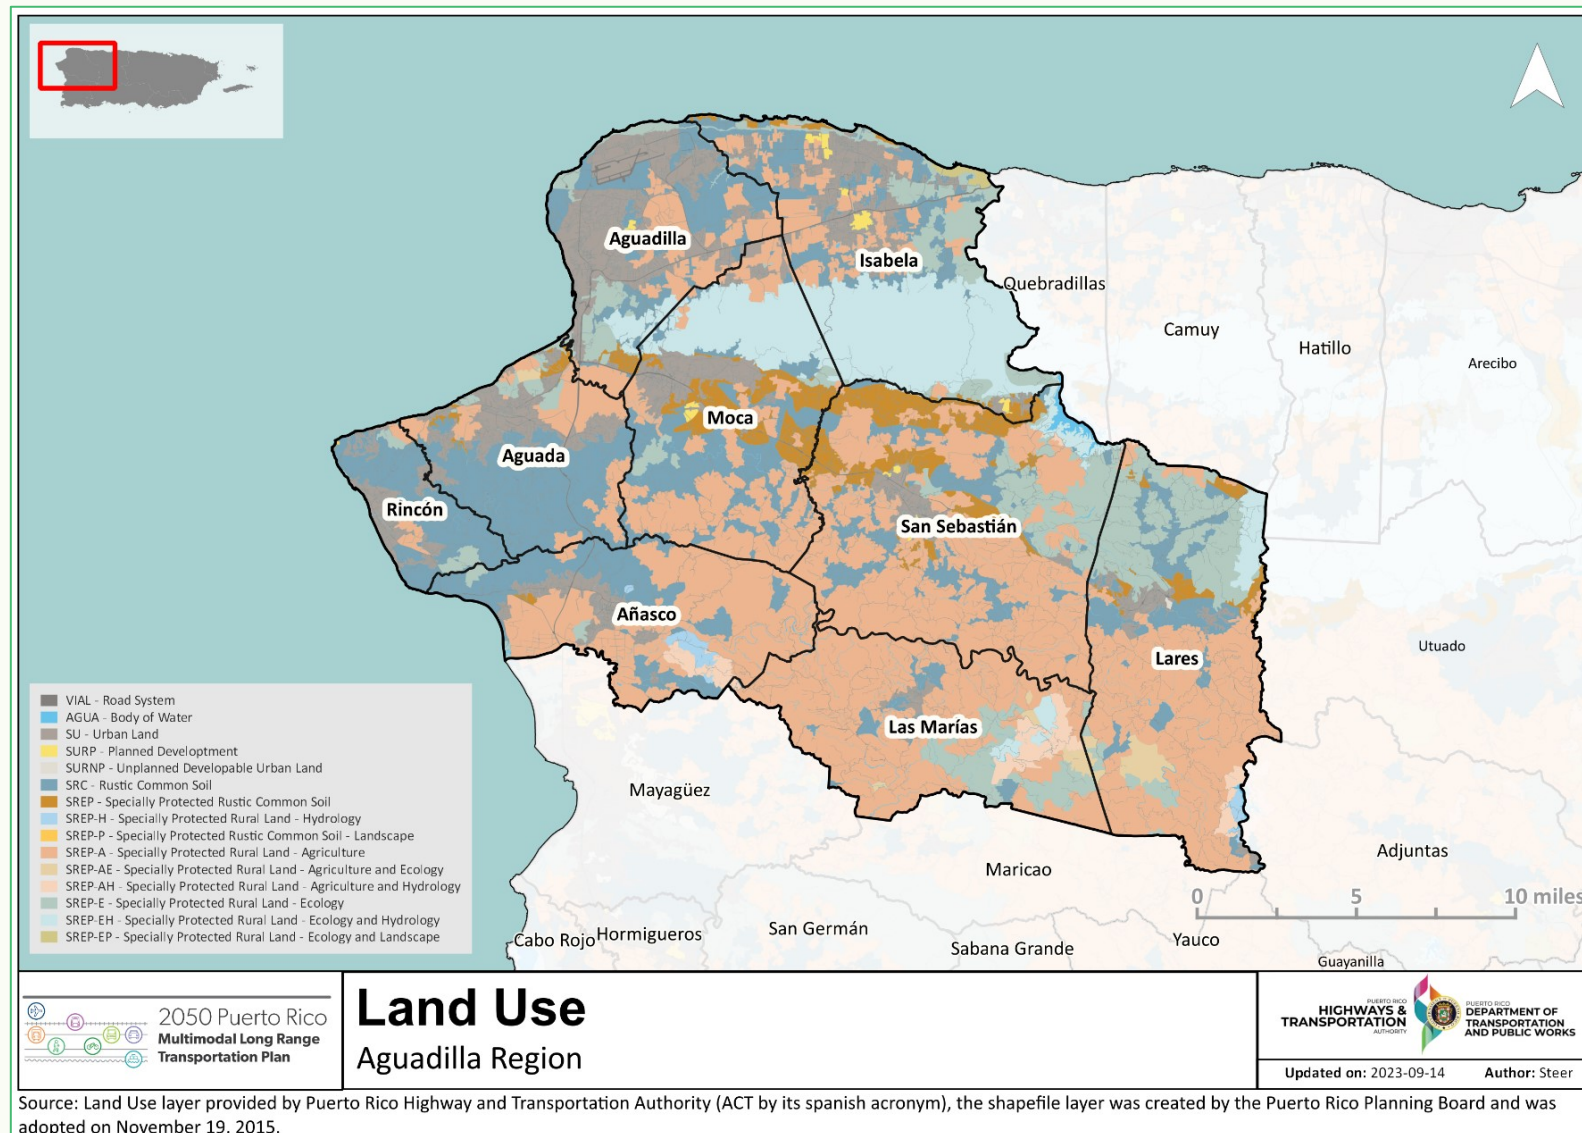 Aguadilla
Isabela
Quebradillas
Camuy
Hatillo
Arecibo
Moca
Aguada
Rincón
San Sebastián
Añasco
Lares
Utuado
Las Marías
Mayagüez
Maricao
Adjuntas
Cabo Rojo
Hormigueros
San Germán
Sabana Grande
Yauco
Guayanilla
0 5 10 miles
VIAL - Road System
AGUA - Body of Water
SU - Urban Land
SURP - Planned Developtment
SURNP - Unplanned Developable Urban Land
SRC - Rustic Common Soil
SREP - Specially Protected Rustic Common Soil
SREP-H - Specially Protected Rural Land - Hydrology
SREP-P - Specially Protected Rustic Common Soil - Landscape
SREP-A - Specially Protected Rural Land - Agriculture
SREP-AE - Specially Protected Rural Land - Agriculture and Ecology
SREP-AH - Specially Protected Rural Land - Agriculture and Hydrology
SREP-E - Specially Protected Rural Land - Ecology
SREP-EH - Specially Protected Rural Land - Ecology and Hydrology
SREP-EP - Specially Protected Rural Land - Ecology and Landscape
2050 Puerto Rico
Multimodal Long Range
Transportation Plan
Land Use
Aguadilla Region
PUERTO RICO
HIGHWAYS &
TRANSPORTATION
AUTHORITY
PUERTO RICO
DEPARTMENT OF
TRANSPORTATION
AND PUBLIC WORKS
Updated on: 2023-09-14 Author: Steer
Source: Land Use layer provided by Puerto Rico Highway and Transportation Authority (ACT by its spanish acronym), the shapefile layer was created by the Puerto Rico Planning Board and was
adopted on November 19, 2015.